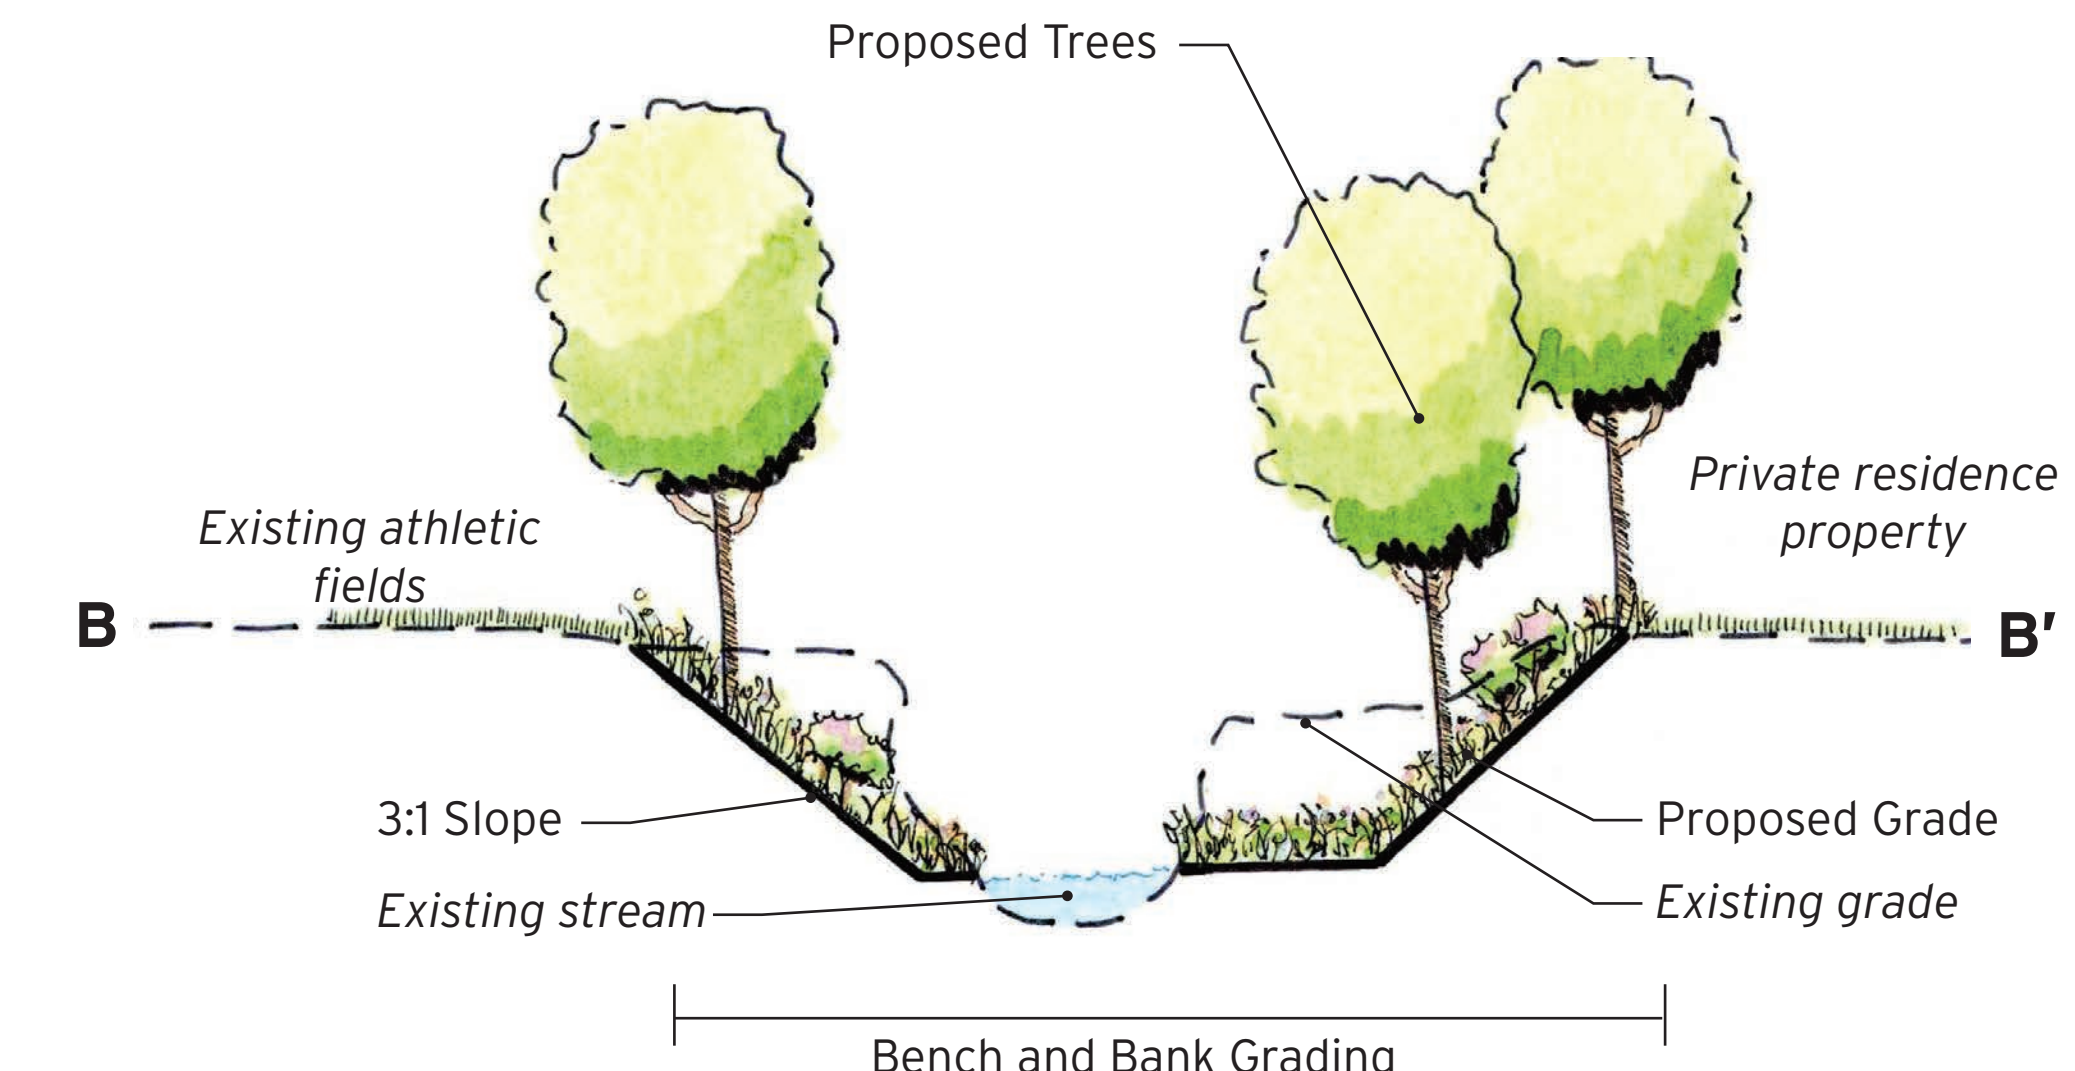 Proposed Trees
Private residence
property
Existing athletic
fields
B
B′
3:1 Slope
Proposed Grade
Existing stream
Existing grade
Bench and Bank Grading